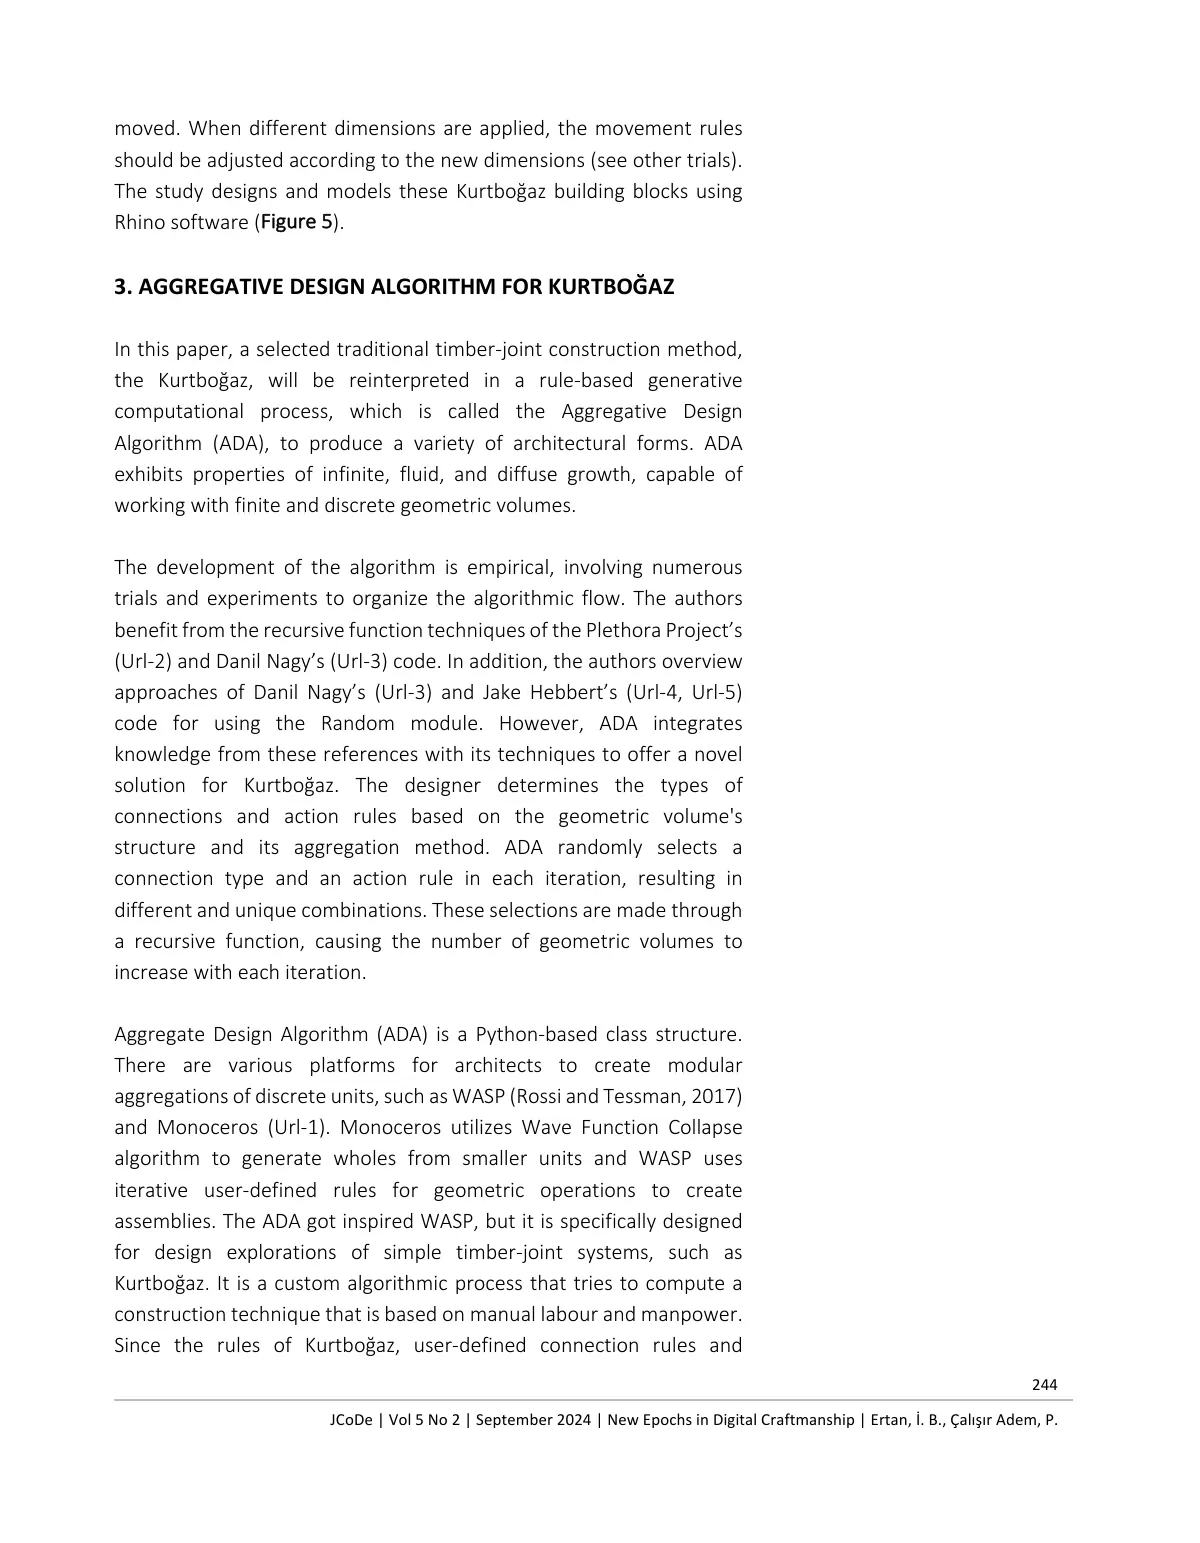 moved. When different dimensions are applied, the movement rules
should be adjusted according to the new dimensions (see other trials).
The study designs and models these Kurtboğaz building blocks using
Rhino software (Figure 5).
3. AGGREGATIVE DESIGN ALGORITHM FOR KURTBOĞAZ
In this paper, a selected traditional timber-joint construction method,
the Kurtboğaz, will be reinterpreted in a rule-based generative
computational process, which is called the Aggregative Design
Algorithm (ADA), to produce a variety of architectural forms. ADA
exhibits properties of infinite, fluid, and diffuse growth, capable of
working with finite and discrete geometric volumes.
The development of the algorithm is empirical, involving numerous
trials and experiments to organize the algorithmic flow. The authors
benefit from the recursive function techniques of the Plethora Project’s
(Url-2) and Danil Nagy’s (Url-3) code. In addition, the authors overview
approaches of Danil Nagy’s (Url-3) and Jake Hebbert’s (Url-4, Url-5)
code for using the Random module. However, ADA integrates
knowledge from these references with its techniques to offer a novel
solution for Kurtboğaz. The designer determines the types of
connections and action rules based on the geometric volume's
structure and its aggregation method. ADA randomly selects a
connection type and an action rule in each iteration, resulting in
different and unique combinations. These selections are made through
a recursive function, causing the number of geometric volumes to
increase with each iteration.
Aggregate Design Algorithm (ADA) is a Python-based class structure.
There are various platforms for architects to create modular
aggregations of discrete units, such as WASP (Rossi and Tessman, 2017)
and Monoceros (Url-1). Monoceros utilizes Wave Function Collapse
algorithm to generate wholes from smaller units and WASP uses
iterative user-defined rules for geometric operations to create
assemblies. The ADA got inspired WASP, but it is specifically designed
for design explorations of simple timber-joint systems, such as
Kurtboğaz. It is a custom algorithmic process that tries to compute a
construction technique that is based on manual labour and manpower.
Since the rules of Kurtboğaz, user-defined connection rules and
244
JCoDe | Vol 5 No 2 | September 2024 | New Epochs in Digital Craftmanship | Ertan, İ. B., Çalışır Adem, P.